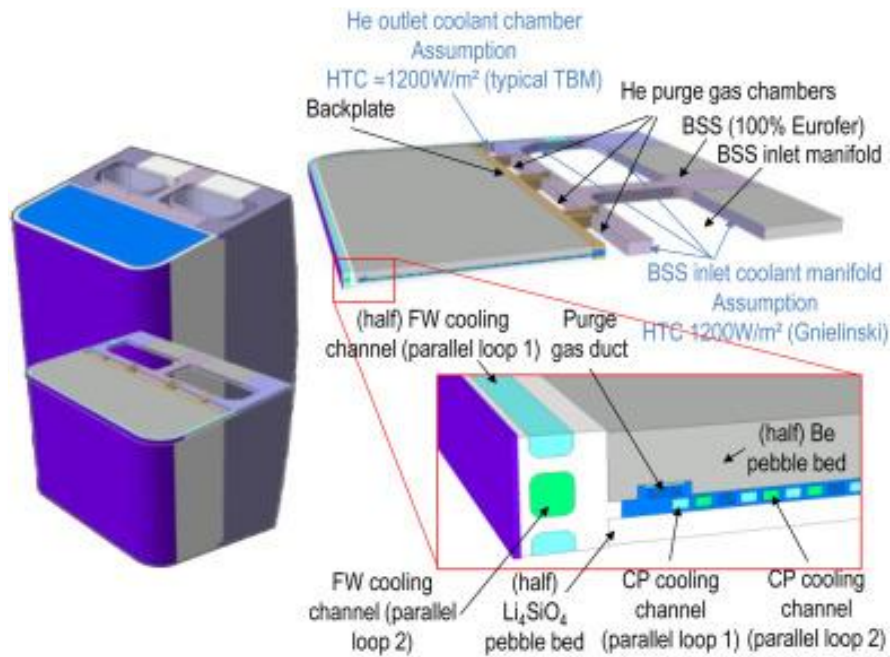 He outlet coolant chamber
Assumption
HTC =1200W/m² (typical TBM)
Backplate
He purge gas chambers
BSS (100% Eurofer)
BSS inlet manifold
BSS inlet coolant manifold
Assumption
HTC 1200W/m² (Gnielinski)
(half) FW cooling
channel (parallel loop 1)
Purge
gas duct
(half) Be
pebble bed
FW cooling
channel (parallel
loop 2)
(half)
Li₄SiO₄
pebble bed
CP cooling
channel
(parallel loop 1)
CP cooling
channel
(parallel loop 2)